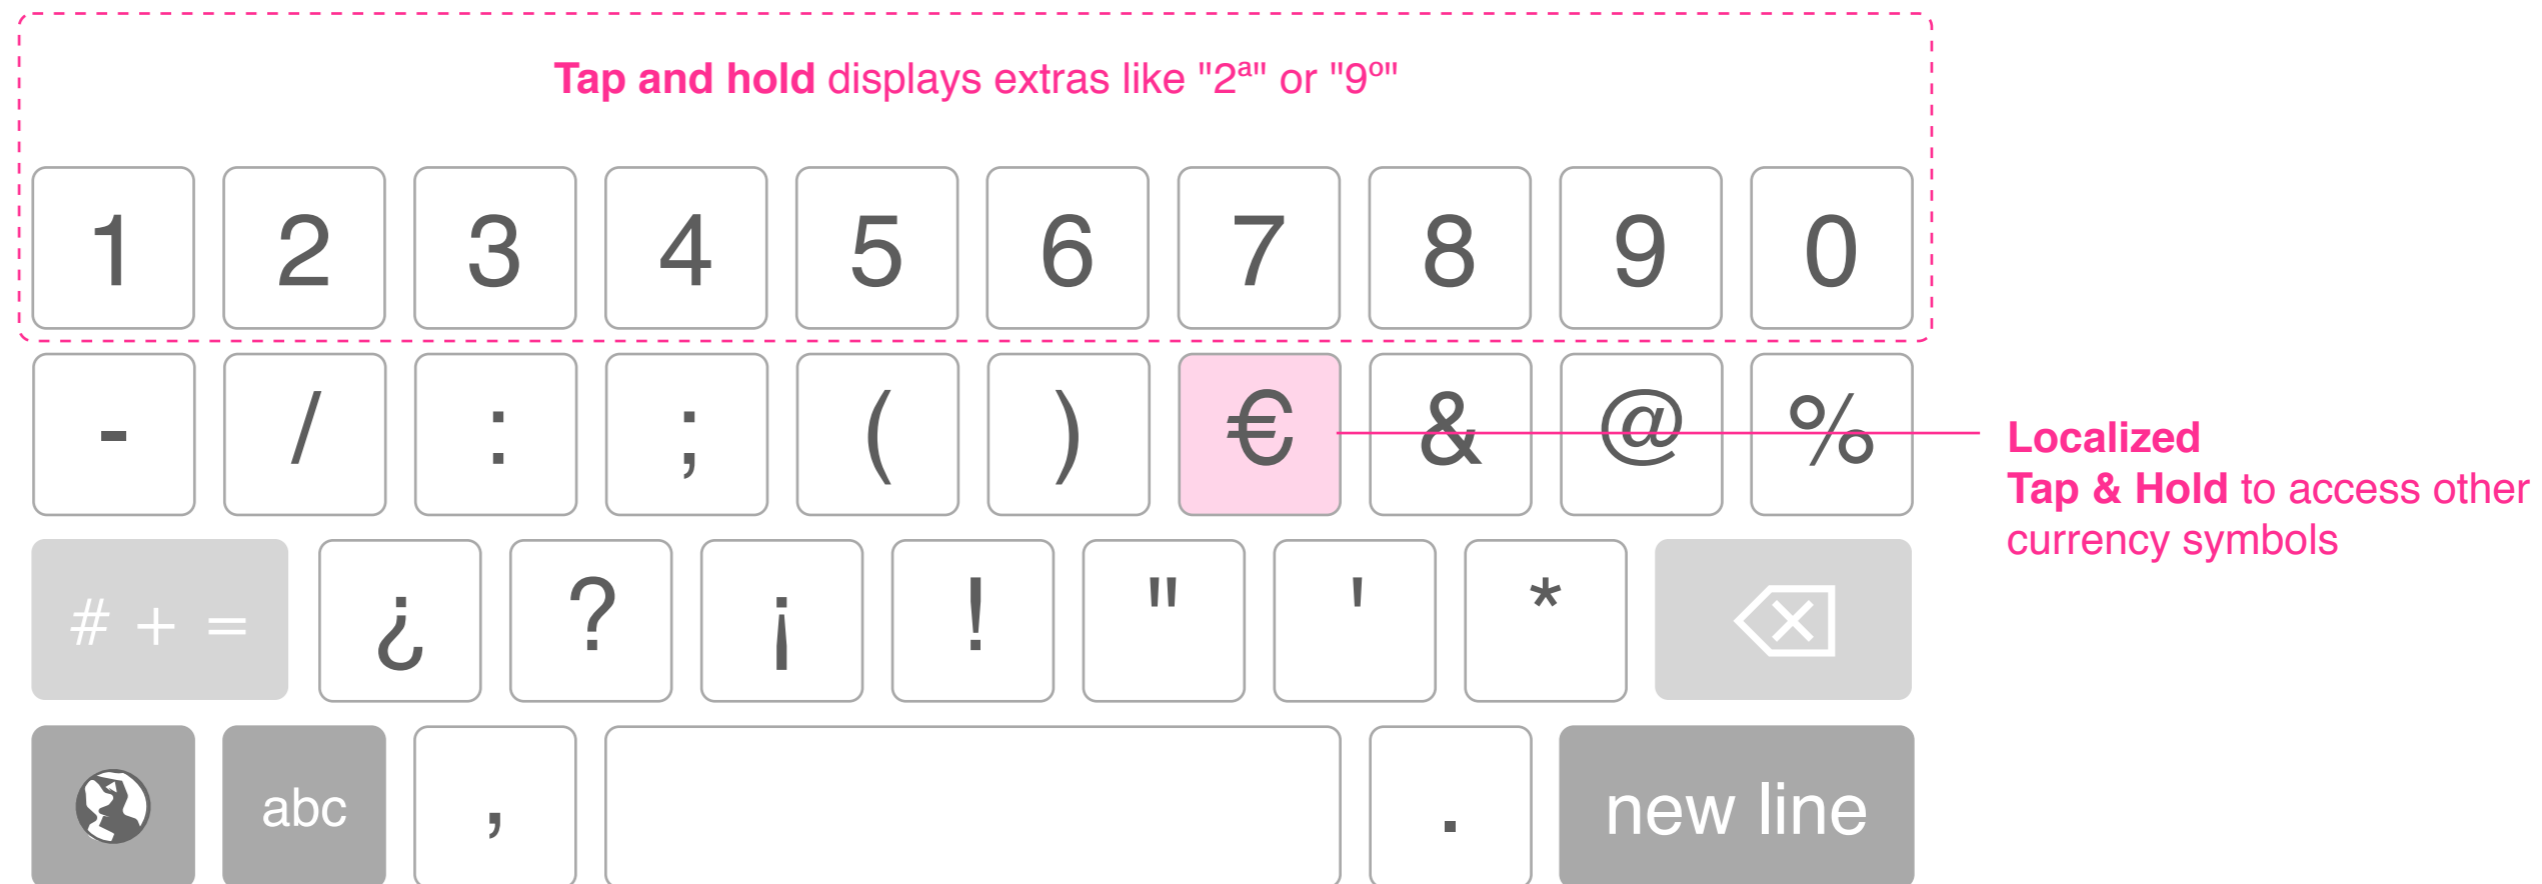 Tap and hold displays extras like "2ª" or "9º"
1 2 3 4 5 6 7 8 9 0
- / : ; ( ) € & @ %
Localized
Tap & Hold to access other
currency symbols
# + = ¿ ? ¡ ! " ' *
abc , . new line